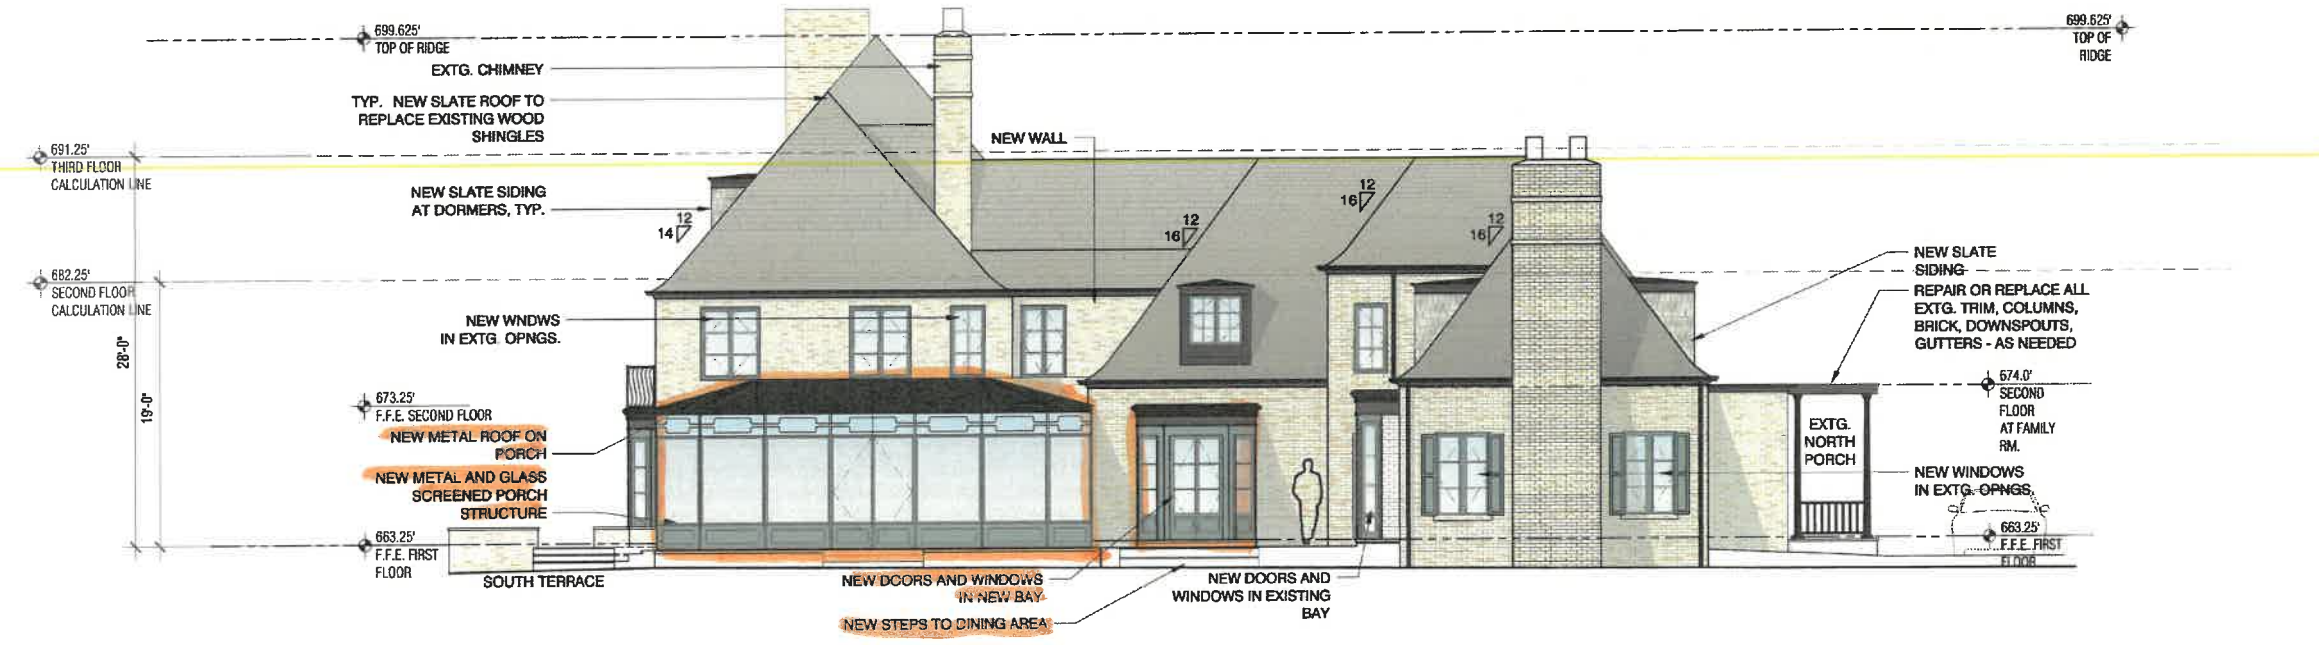 699.625'
TOP OF RIDGE
699.625'
TOP OF
RIDGE
EXTG. CHIMNEY
TYP. NEW SLATE ROOF TO
REPLACE EXISTING WOOD
SHINGLES
NEW WALL
691.25'
THIRD FLOOR
CALCULATION LINE
NEW SLATE SIDING
AT DORMERS, TYP.
12
14
12
16
12
16
12
16
NEW SLATE
SIDING
682.25'
SECOND FLOOR
CALCULATION LINE
REPAIR OR REPLACE ALL
EXTG. TRIM, COLUMNS,
BRICK, DOWNSPOUTS,
GUTTERS - AS NEEDED
NEW WNDWS
IN EXTG. OPNGS.
28'-0"
19'-0"
673.25'
F.F.E. SECOND FLOOR
674.0'
SECOND
FLOOR
AT FAMILY
RM.
NEW METAL ROOF ON
PORCH
EXTG.
NORTH
PORCH
NEW METAL AND GLASS
SCREENED PORCH
STRUCTURE
NEW WINDOWS
IN EXTG. OPNGS.
663.25'
F.F.E. FIRST
FLOOR
663.25'
F.F.E. FIRST
FLOOR
SOUTH TERRACE
NEW DOORS AND WINDOWS
IN NEW BAY
NEW DOORS AND
WINDOWS IN EXISTING
BAY
NEW STEPS TO DINING AREA